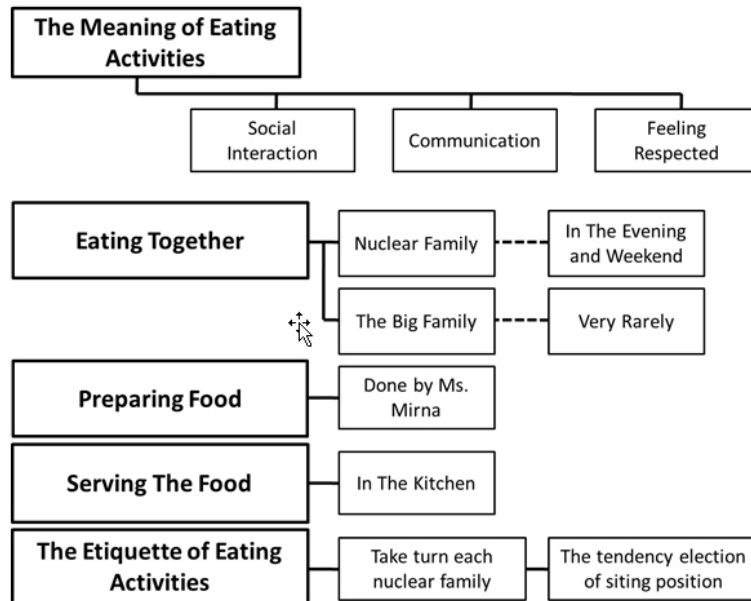 The Meaning of Eating
Activities
Social
Interaction
Communication
Feeling
Respected
Eating Together
Nuclear Family
In The Evening
and Weekend
The Big Family
Very Rarely
Preparing Food
Done by Ms.
Mirna
Serving The Food
In The Kitchen
The Etiquette of Eating
Activities
Take turn each
nuclear family
The tendency election
of siting position